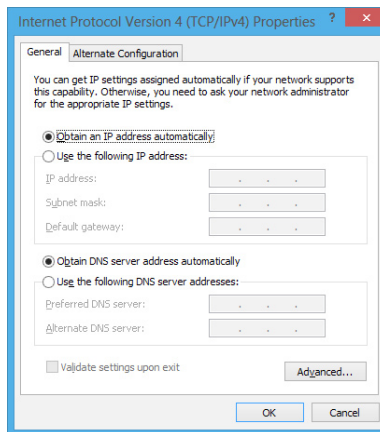 Internet Protocol Version 4 (TCP/IPv4) Properties ? x
General Alternate Configuration
You can get IP settings assigned automatically if your network supports
this capability. Otherwise, you need to ask your network administrator
for the appropriate IP settings.
Obtain an IP address automatically
Use the following IP address:
IP address:
Subnet mask:
Default gateway:
Obtain DNS server address automatically
Use the following DNS server addresses:
Preferred DNS server:
Alternate DNS server:
Validate settings upon exit
Advanced...
OK Cancel